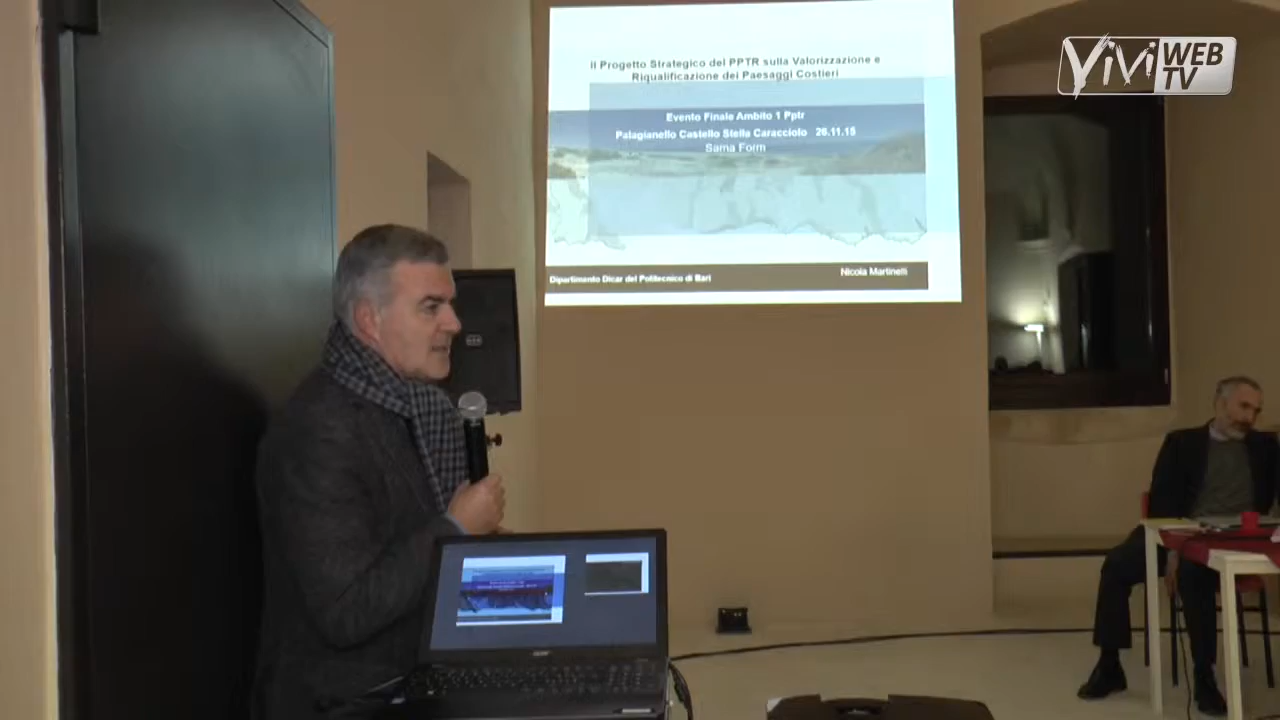 ViVi WEB TV
Il Progetto Strategico del PPTR sulla Valorizzazione e
Riqualificazione dei Paesaggi Costieri
Evento Finale Ambito 1 Pptr
Palagianello Castello Stella Caracciolo 26.11.15
Sama Form
Dipartimento Dicar del Politecnico di Bari
Nicola Martinelli
acer